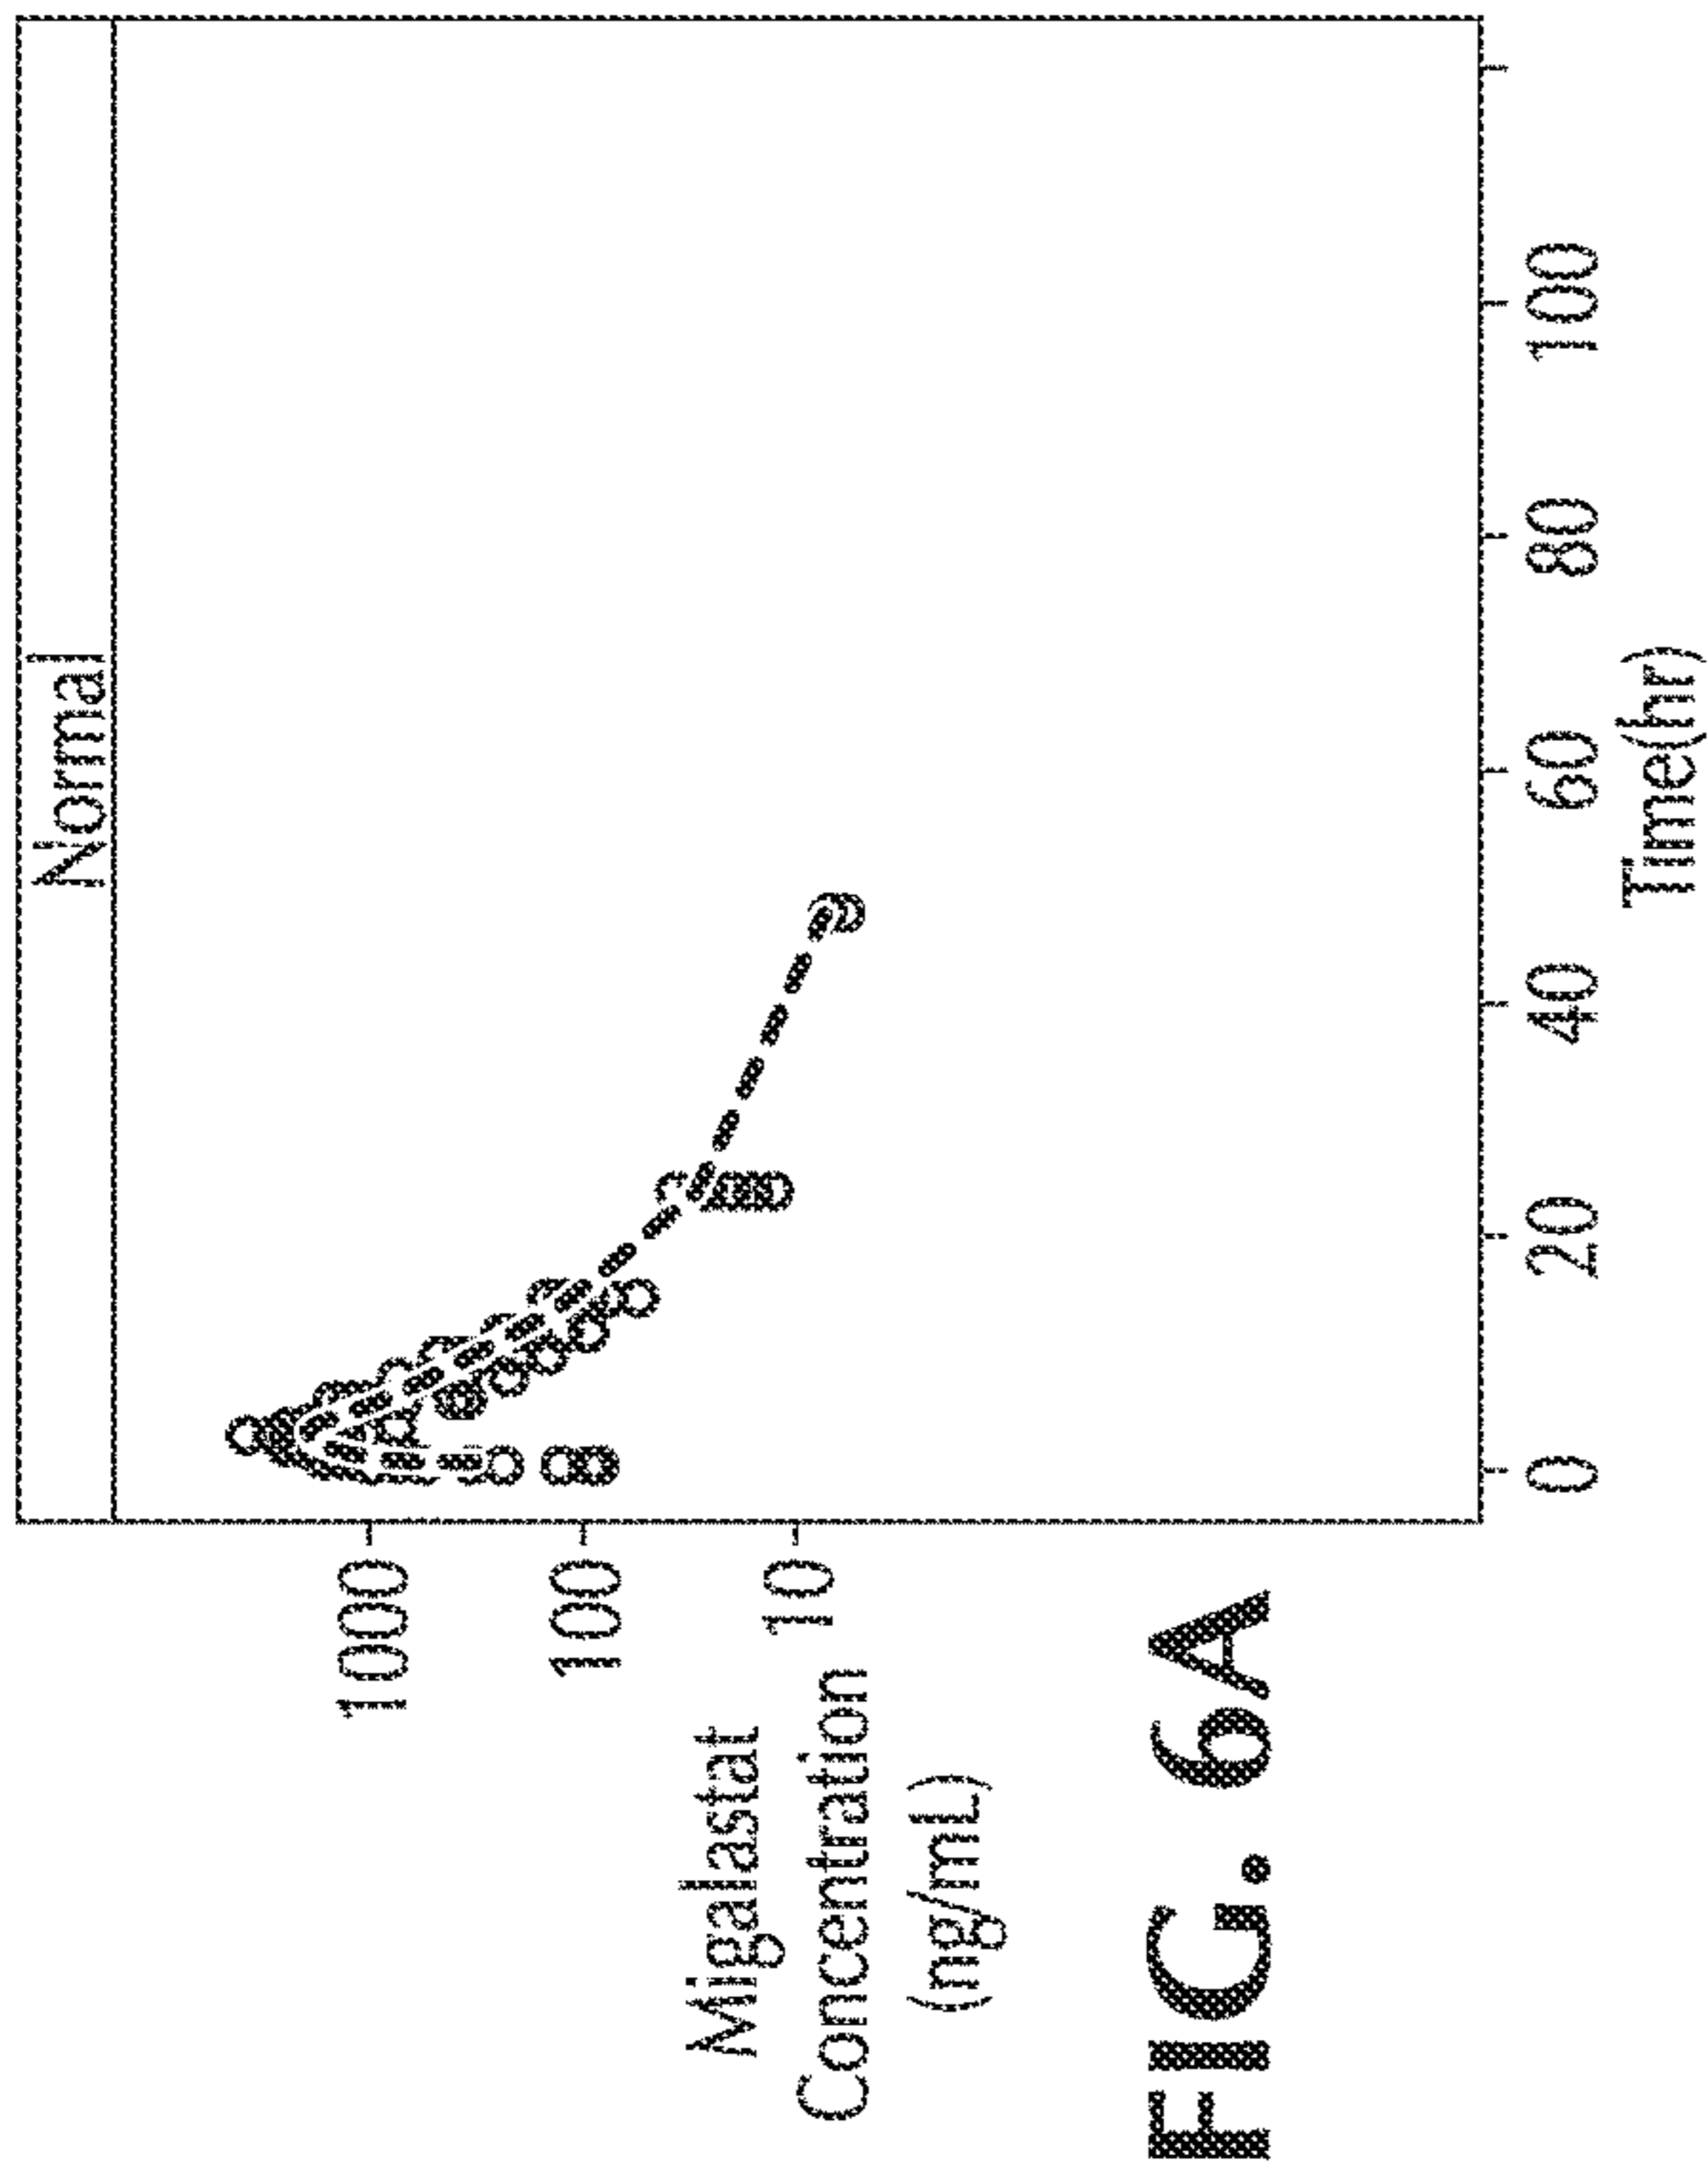 Normal
1000
100
10
Migalastat
Concentration
(ng/mL)
0 20 40 60 80 100
Time(hr)
FIG. 6A